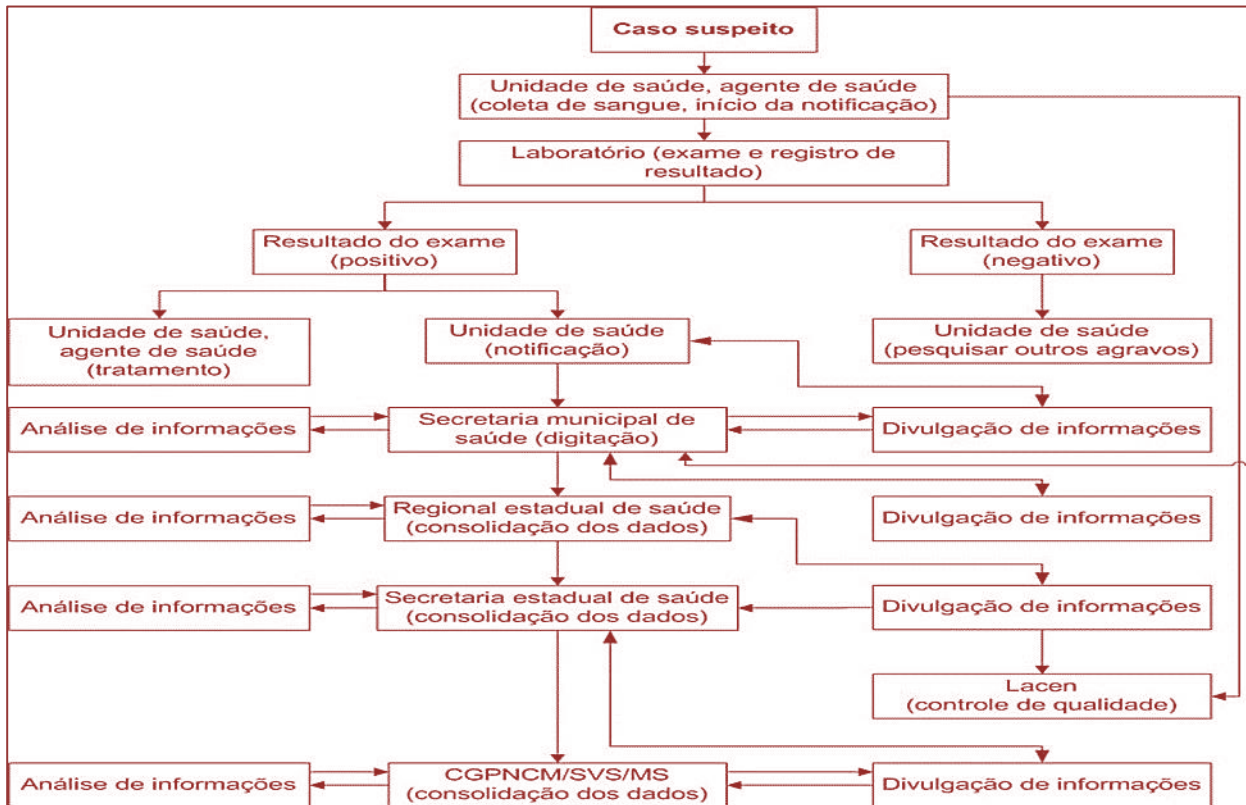 Caso suspeito
Unidade de saúde, agente de saúde
(coleta de sangue, início da notificação)
Laboratório (exame e registro de
resultado)
Resultado do exame
(positivo)
Resultado do exame
(negativo)
Unidade de saúde,
agente de saúde
(tratamento)
Unidade de saúde
(notificação)
Unidade de saúde
(pesquisar outros agravos)
Análise de informações
Secretaria municipal de
saúde (digitação)
Divulgação de informações
Análise de informações
Regional estadual de saúde
(consolidação dos dados)
Divulgação de informações
Análise de informações
Secretaria estadual de saúde
(consolidação dos dados)
Divulgação de informações
Lacen
(controle de qualidade)
Análise de informações
CGPNCM/SVS/MS
(consolidação dos dados)
Divulgação de informações